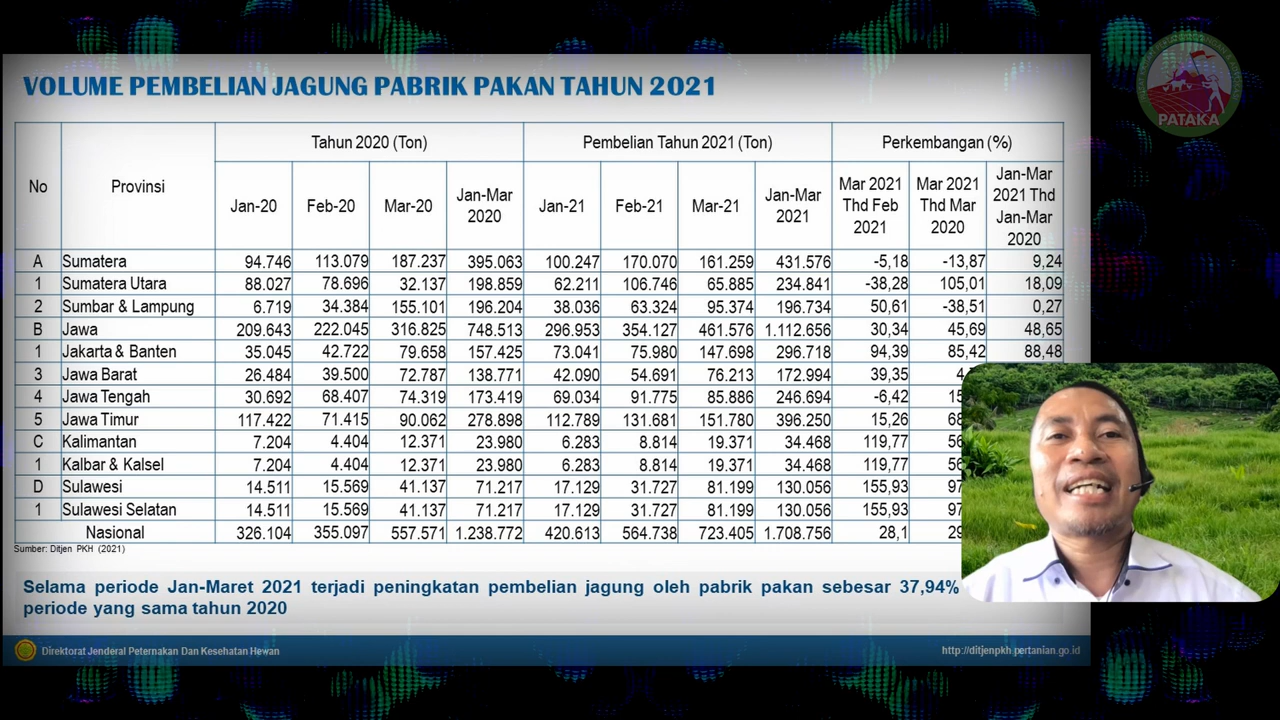 PATAKA
VOLUME PEMBELIAN JAGUNG PABRIK PAKAN TAHUN 2021
No Provinsi Tahun 2020 (Ton) Pembelian Tahun 2021 (Ton) Perkembangan (%)
Jan-20 Feb-20 Mar-20 Jan-Mar 2020 Jan-21 Feb-21 Mar-21 Jan-Mar 2021 Mar 2021 Thd Feb 2021 Mar 2021 Thd Mar 2020 Jan-Mar 2021 Thd Jan-Mar 2020
A Sumatera 94.746 113.079 187.237 395.063 100.247 170.070 161.259 431.576 -5,18 -13,87 9,24
1 Sumatera Utara 88.027 78.696 32.137 198.859 62.211 106.746 65.885 234.841 -38,28 105,01 18,09
2 Sumbar & Lampung 6.719 34.384 155.101 196.204 38.036 63.324 95.374 196.734 50,61 -38,51 0,27
B Jawa 209.643 222.045 316.825 748.513 296.953 354.127 461.576 1.112.656 30,34 45,69 48,65
1 Jakarta & Banten 35.045 42.722 79.658 157.425 73.041 75.980 147.698 296.718 94,39 85,42 88,48
3 Jawa Barat 26.484 39.500 72.787 138.771 42.090 54.691 76.213 172.994 39,35
4 Jawa Tengah 30.692 68.407 74.319 173.419 69.034 91.775 85.886 246.694 -6,42
5 Jawa Timur 117.422 71.415 90.062 278.898 112.789 131.681 151.780 396.250 15,26
C Kalimantan 7.204 4.404 12.371 23.980 6.283 8.814 19.371 34.468 119,77
1 Kalbar & Kalsel 7.204 4.404 12.371 23.980 6.283 8.814 19.371 34.468 119,77
D Sulawesi 14.511 15.569 41.137 71.217 17.129 31.727 81.199 130.056 155,93
1 Sulawesi Selatan 14.511 15.569 41.137 71.217 17.129 31.727 81.199 130.056 155,93
Nasional 326.104 355.097 557.571 1.238.772 420.613 564.738 723.405 1.708.756 28,1
Sumber: Ditjen PKH (2021)
Selama periode Jan-Maret 2021 terjadi peningkatan pembelian jagung oleh pabrik pakan sebesar 37,94%
periode yang sama tahun 2020
Direktorat Jenderal Peternakan Dan Kesehatan Hewan http://ditjenpkh.pertanian.go.id